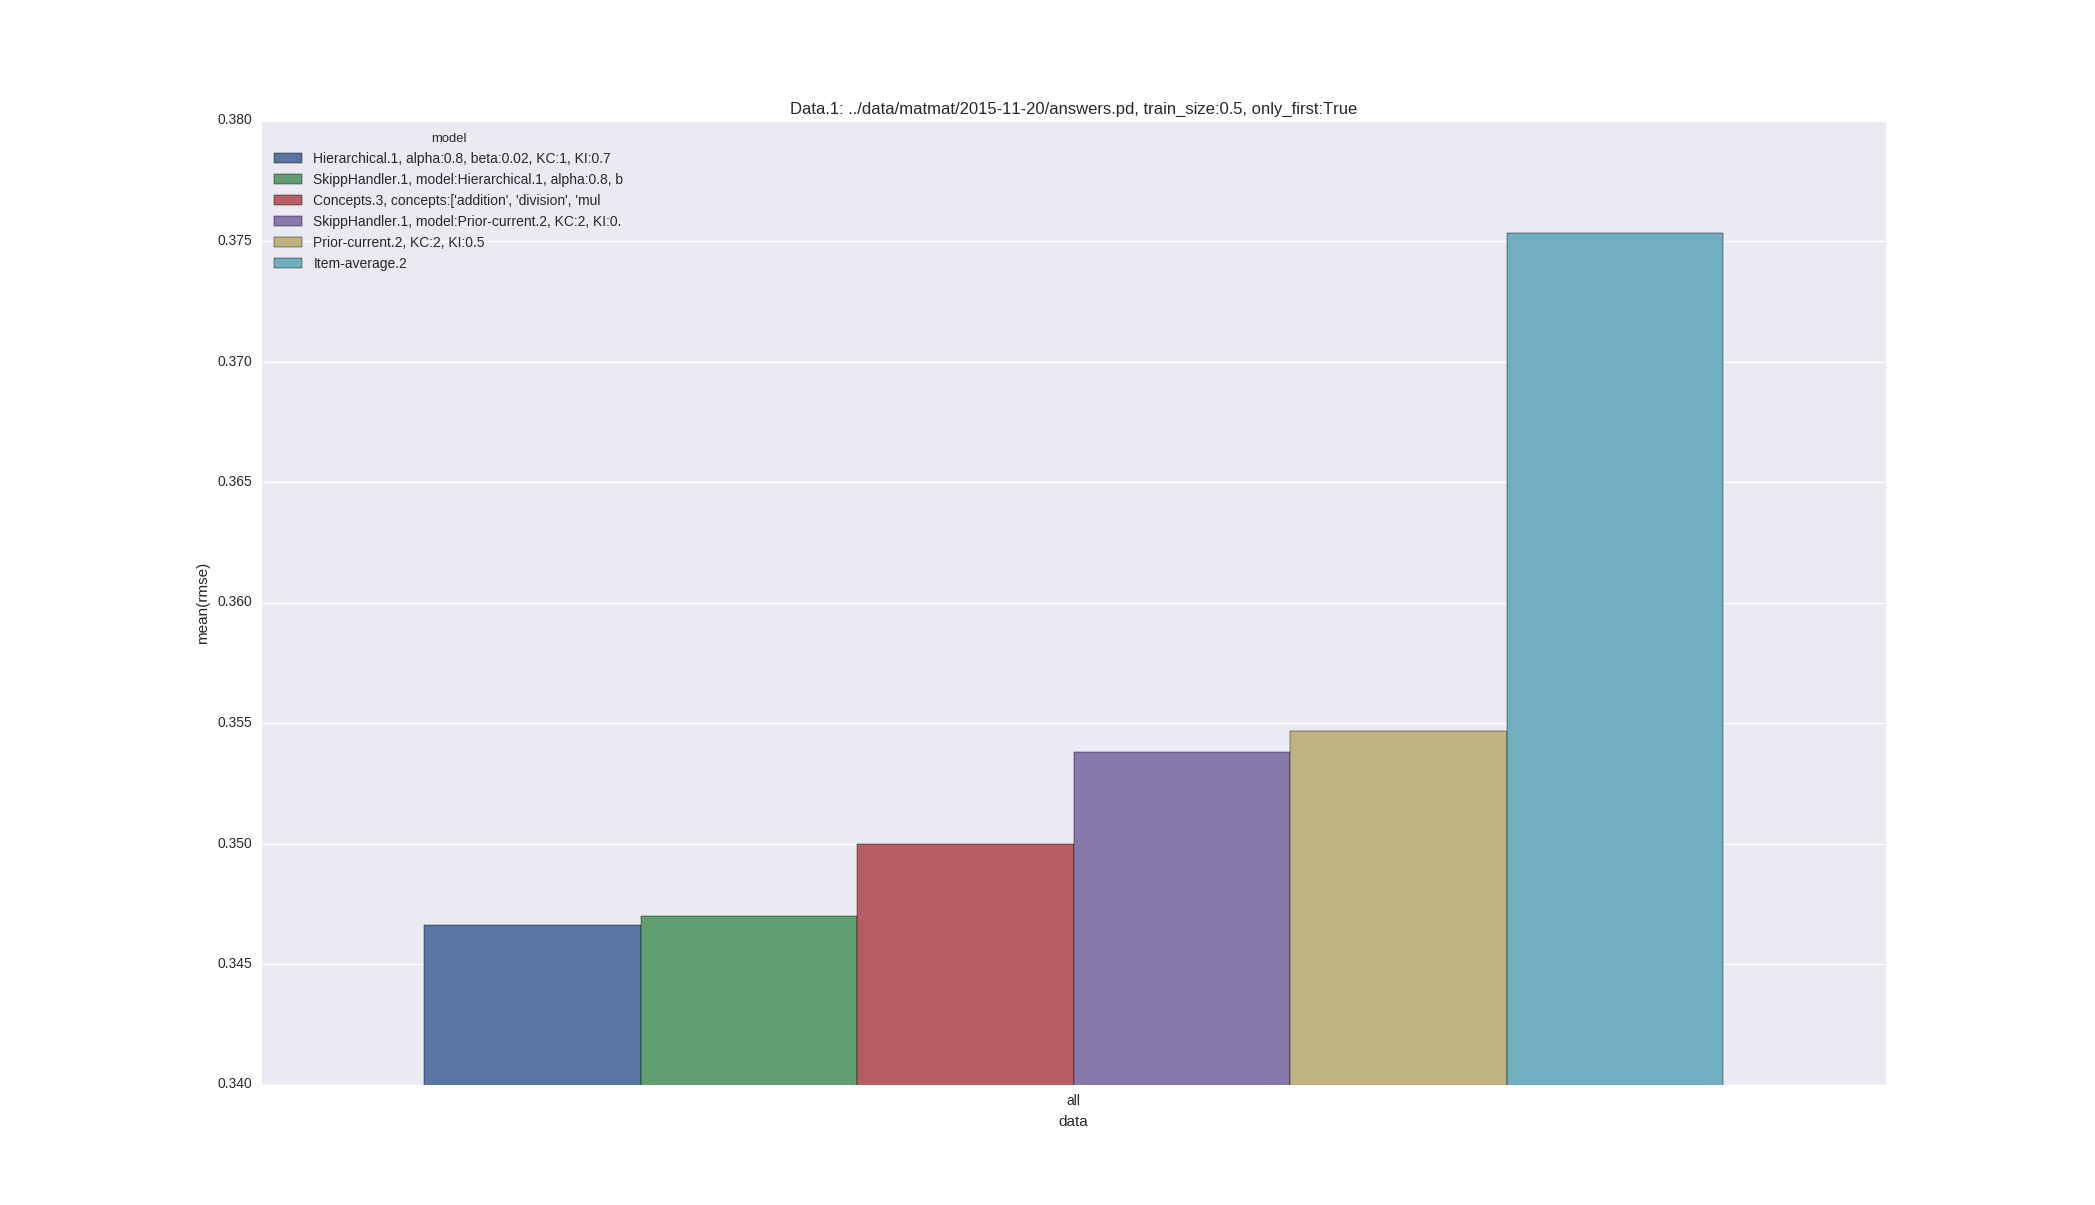 Data.1: ../data/matmat/2015-11-20/answers.pd, train_size:0.5, only_first:True
model
Hierarchical.1, alpha:0.8, beta:0.02, KC:1, KI:0.7
SkippHandler.1, model:Hierarchical.1, alpha:0.8, b
Concepts.3, concepts:['addition', 'division', 'mul
SkippHandler.1, model:Prior-current.2, KC:2, KI:0.
Prior-current.2, KC:2, KI:0.5
Item-average.2
0.380
0.375
0.370
0.365
0.360
0.355
0.350
0.345
0.340
mean(rmse)
all
data